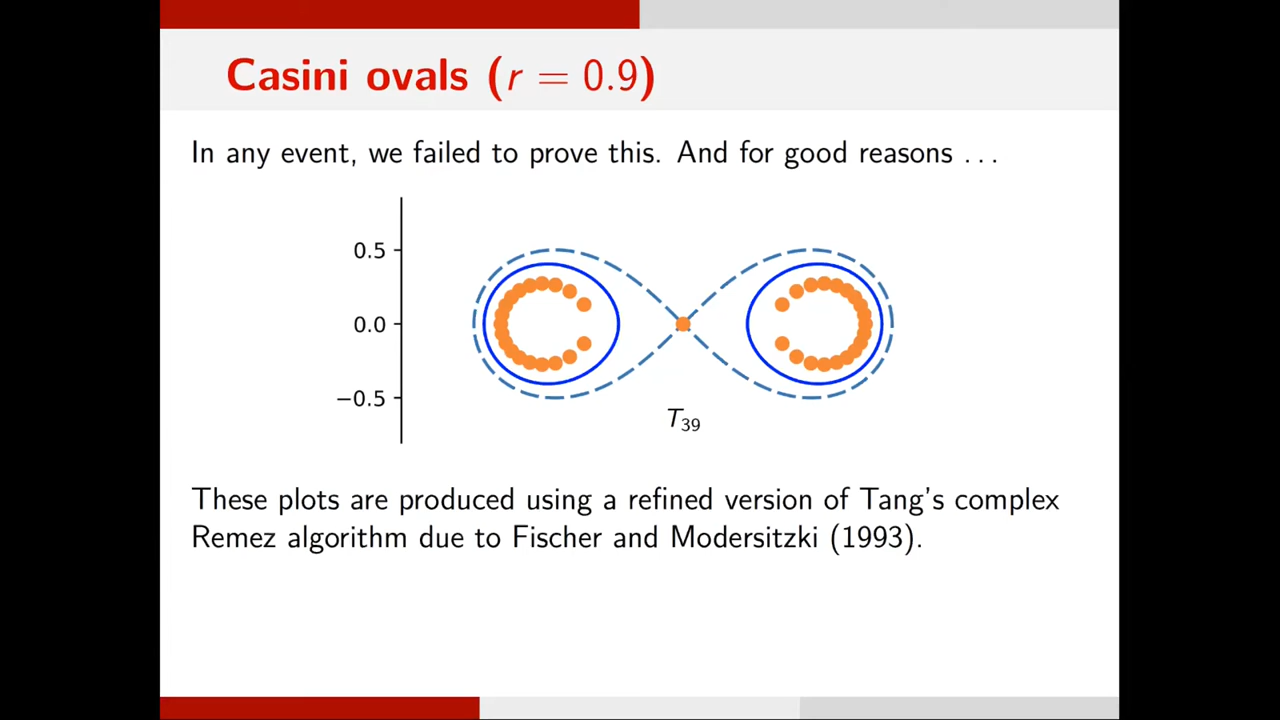 Casini ovals (r = 0.9)
In any event, we failed to prove this. And for good reasons ...
0.5
0.0
−0.5
T₃₉
These plots are produced using a refined version of Tang's complex
Remez algorithm due to Fischer and Modersitzki (1993).